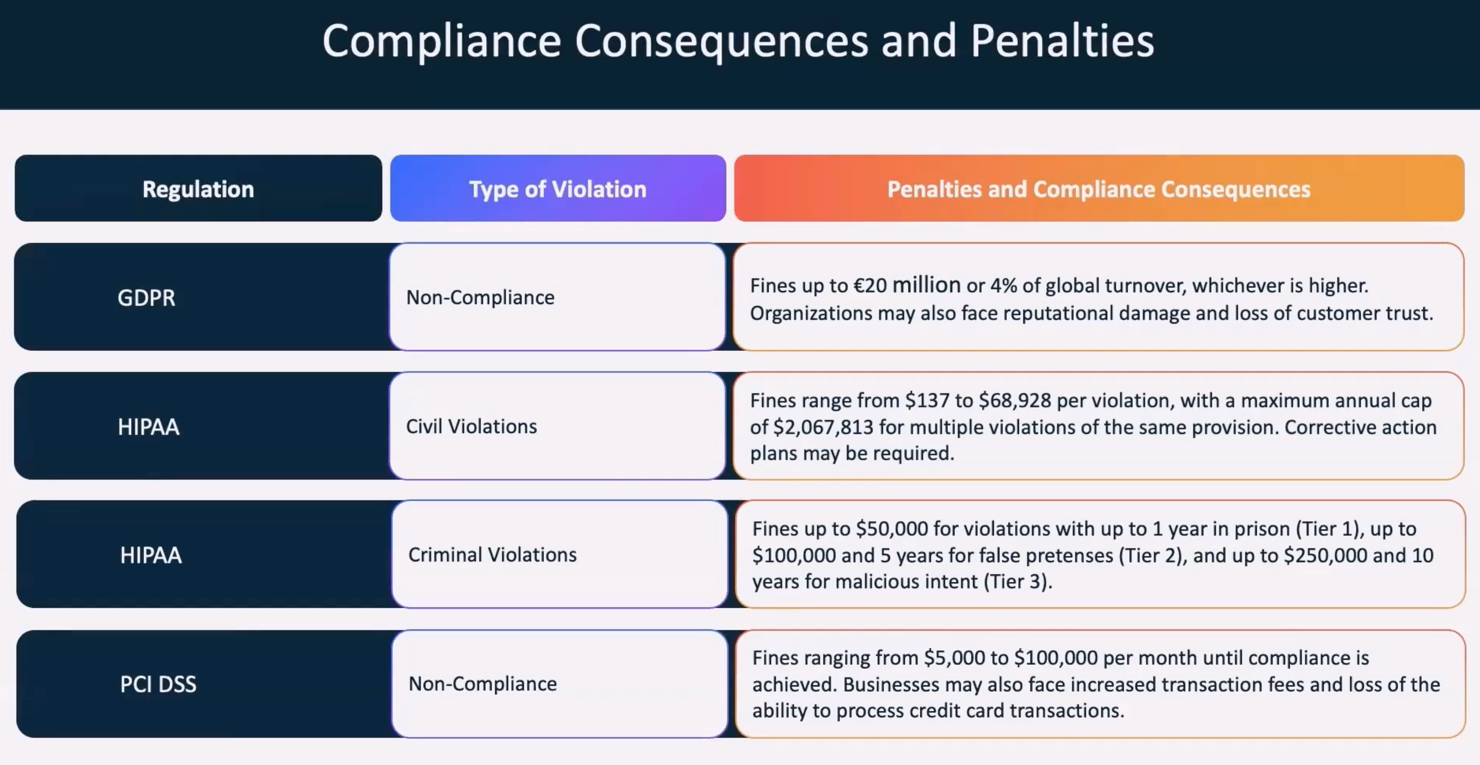 Compliance Consequences and Penalties
Regulation
Type of Violation
Penalties and Compliance Consequences
GDPR
Non-Compliance
Fines up to €20 million or 4% of global turnover, whichever is higher.
Organizations may also face reputational damage and loss of customer trust.
HIPAA
Civil Violations
Fines range from $137 to $68,928 per violation, with a maximum annual cap
of $2,067,813 for multiple violations of the same provision. Corrective action
plans may be required.
HIPAA
Criminal Violations
Fines up to $50,000 for violations with up to 1 year in prison (Tier 1), up to
$100,000 and 5 years for false pretenses (Tier 2), and up to $250,000 and 10
years for malicious intent (Tier 3).
PCI DSS
Non-Compliance
Fines ranging from $5,000 to $100,000 per month until compliance is
achieved. Businesses may also face increased transaction fees and loss of the
ability to process credit card transactions.